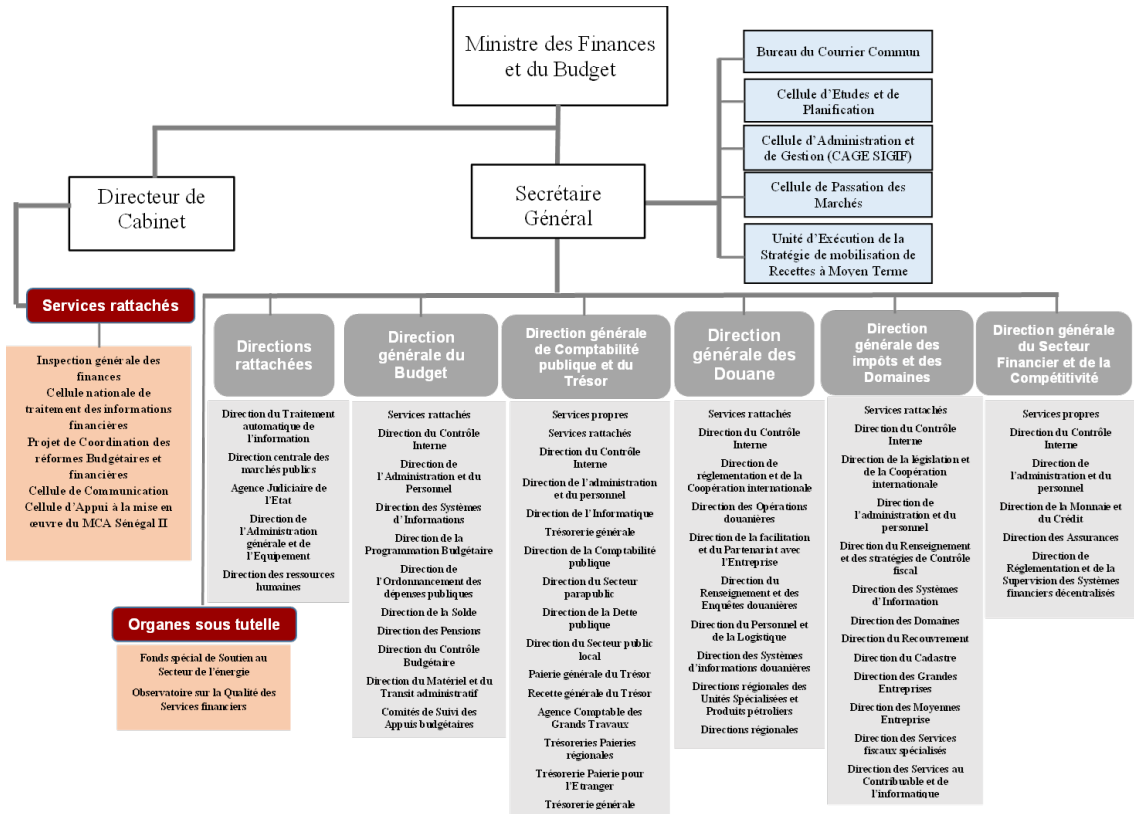 Ministre des Finances
et du Budget
Bureau du Courrier Commun
Cellule d'Etudes et de
Planification
Cellule d'Administration et
de Gestion (CAGE SIGIF)
Cellule de Passation des
Marchés
Unité d'Exécution de la
Stratégie de mobilisation de
Recettes à Moyen Terme
Directeur de
Cabinet
Secrétaire
Général
Services rattachés
Inspection générale des
finances
Cellule nationale de
traitement des informations
financières
Projet de Coordination des
réformes Budgétaires et
financières
Cellule de Communication
Cellule d'Appui à la mise en
œuvre du MCA Sénégal II
Organes sous tutelle
Fonds spécial de Soutien au
Secteur de l'énergie
Observatoire sur la Qualité des
Services financiers
Directions
rattachées
Direction du Traitement
automatique de
l'information
Direction centrale des
marchés publics
Agence Judiciaire de
l'Etat
Direction de
l'Administration
générale et de
l'Equipement
Direction des ressources
humaines
Direction
générale du
Budget
Services rattachés
Direction du Contrôle
Interne
Direction de
l'Administration et du
Personnel
Direction des Systèmes
d'Informations
Direction de la
Programmation Budgétaire
Direction de
l'Ordonnancement des
dépenses publiques
Direction de la Solde
Direction des Pensions
Direction du Contrôle
Budgétaire
Direction du Matériel et du
Transit administratif
Comités de Suivi des
Appuis budgétaires
Direction générale
de Comptabilité
publique et du
Trésor
Services propres
Services rattachés
Direction du Contrôle
Interne
Direction de l'administration
et du personnel
Direction de l'Informatique
Trésorerie générale
Direction de la Comptabilité
publique
Direction du Secteur
parapublic
Direction de la Dette
publique
Direction du Secteur public
local
Paierie générale du Trésor
Recette générale du Trésor
Agence Comptable des
Grands Travaux
Trésoreries Paieries
régionales
Trésorerie Paierie pour
l'Etranger
Trésorerie générale
Direction
générale des
Douane
Services rattachés
Direction du Contrôle
Interne
Direction de
réglementation et de la
Coopération internationale
Direction des Opérations
douanières
Direction de la facilitation
et du Partenariat avec
l'Entreprise
Direction du
Renseignement et des
Enquêtes douanières
Direction du Personnel et
de la Logistique
Direction des Systèmes
d'informations douanières
Directions régionales des
Unités Spécialisées et
Produits pétroliers
Directions régionales
Direction
générale des
impôts et des
Domaines
Services rattachés
Direction du Contrôle
Interne
Direction de la législation et
de la Coopération
internationale
Direction de
l'administration et du
personnel
Direction du Renseignement
et des stratégies de Contrôle
fiscal
Direction des Systèmes
d'Information
Direction des Domaines
Direction du Recouvrement
Direction du Cadastre
Direction des Grandes
Entreprises
Direction des Moyennes
Entreprise
Direction des Services
fiscaux spécialisés
Direction des Services au
Contribuable et de
l'informatique
Direction générale
du Secteur
Financier et de la
Compétitivité
Services propres
Direction du Contrôle
Interne
Direction de
l'administration et du
personnel
Direction de la Monnaie et
du Crédit
Direction des Assurances
Direction de
Réglementation et de la
Supervision des Systèmes
financiers décentralisés